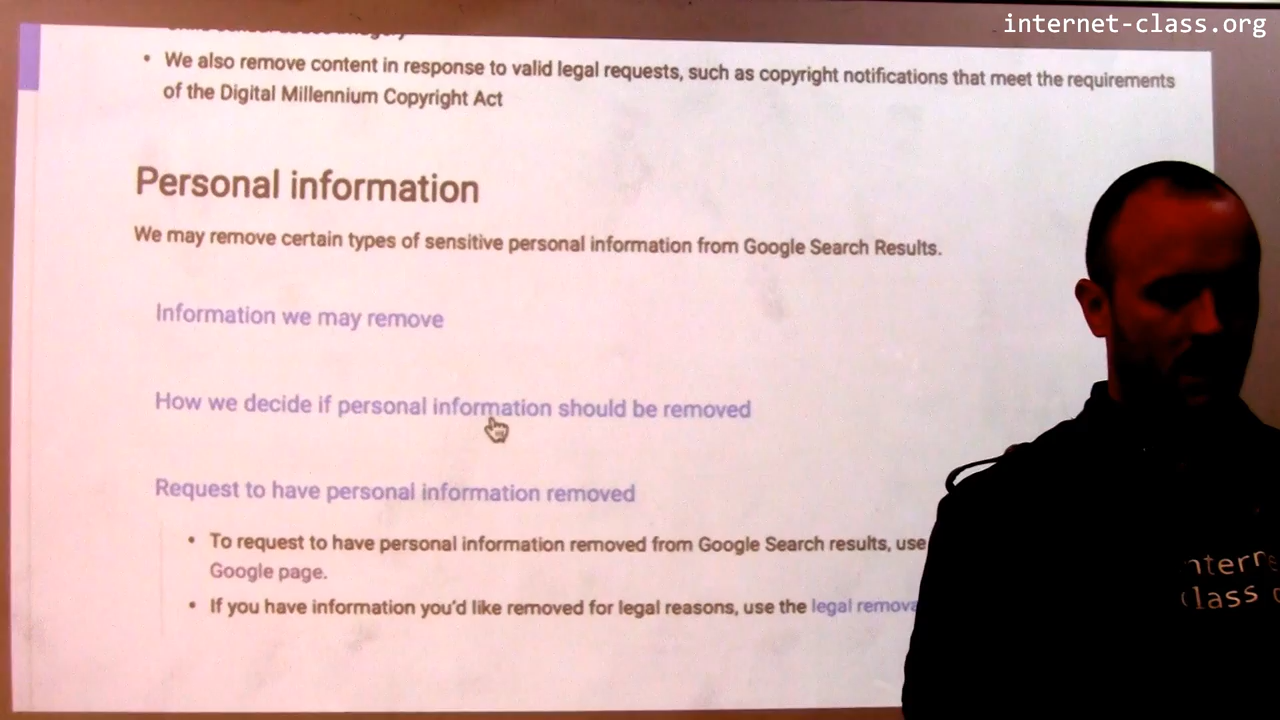 internet-class.org
• We also remove content in response to valid legal requests, such as copyright notifications that meet the requirements
of the Digital Millennium Copyright Act
Personal information
We may remove certain types of sensitive personal information from Google Search Results.
Information we may remove
How we decide if personal information should be removed
Request to have personal information removed
• To request to have personal information removed from Google Search results, use
Google page.
• If you have information you'd like removed for legal reasons, use the legal remova
ntern
class